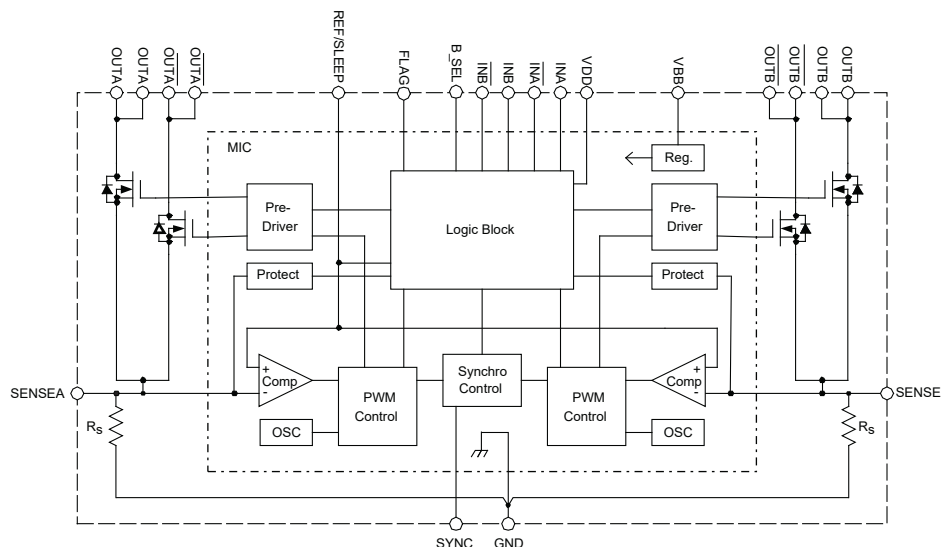 OUTA
OUTA
OUTA
OUTA
REF/SLEEP
FLAG
B_SEL
INB
INB
INA
INA
VDD
VBB
OUTB
OUTB
OUTB
OUTB
MIC
Reg.
Pre-
Driver
Logic Block
Pre-
Driver
Protect
Protect
+
Comp
-
PWM
Control
Synchro
Control
PWM
Control
+
Comp
-
SENSEA
SENSE
Rs
OSC
OSC
Rs
SYNC
GND